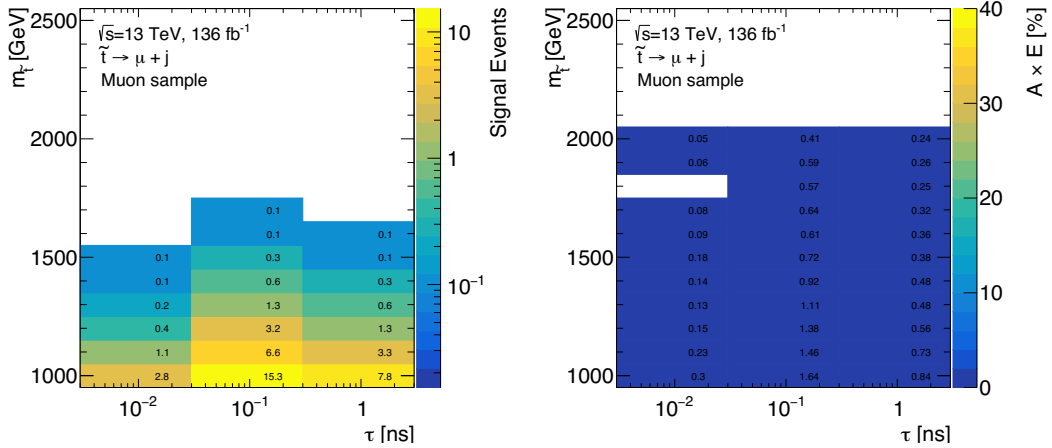 √s=13 TeV, 136 fb⁻¹
t̃ → μ + j
Muon sample
m_t̃ [GeV]
2500
2000
1500
1000
0.1
0.1 0.1
0.1 0.3 0.1
0.1 0.6 0.3
0.2 1.3 0.6
0.4 3.2 1.3
1.1 6.6 3.3
2.8 15.3 7.8
10⁻² 10⁻¹ 1
τ [ns]
10
1
10⁻¹
Signal Events
√s=13 TeV, 136 fb⁻¹
t̃ → μ + j
Muon sample
m_t̃ [GeV]
2500
2000
1500
1000
0.05 0.41 0.24
0.06 0.59 0.26
0.57 0.25
0.08 0.64 0.32
0.09 0.61 0.36
0.18 0.72 0.38
0.14 0.92 0.48
0.13 1.11 0.48
0.15 1.38 0.56
0.23 1.46 0.73
0.3 1.64 0.84
10⁻² 10⁻¹ 1
τ [ns]
40
30
20
10
0
A × E [%]